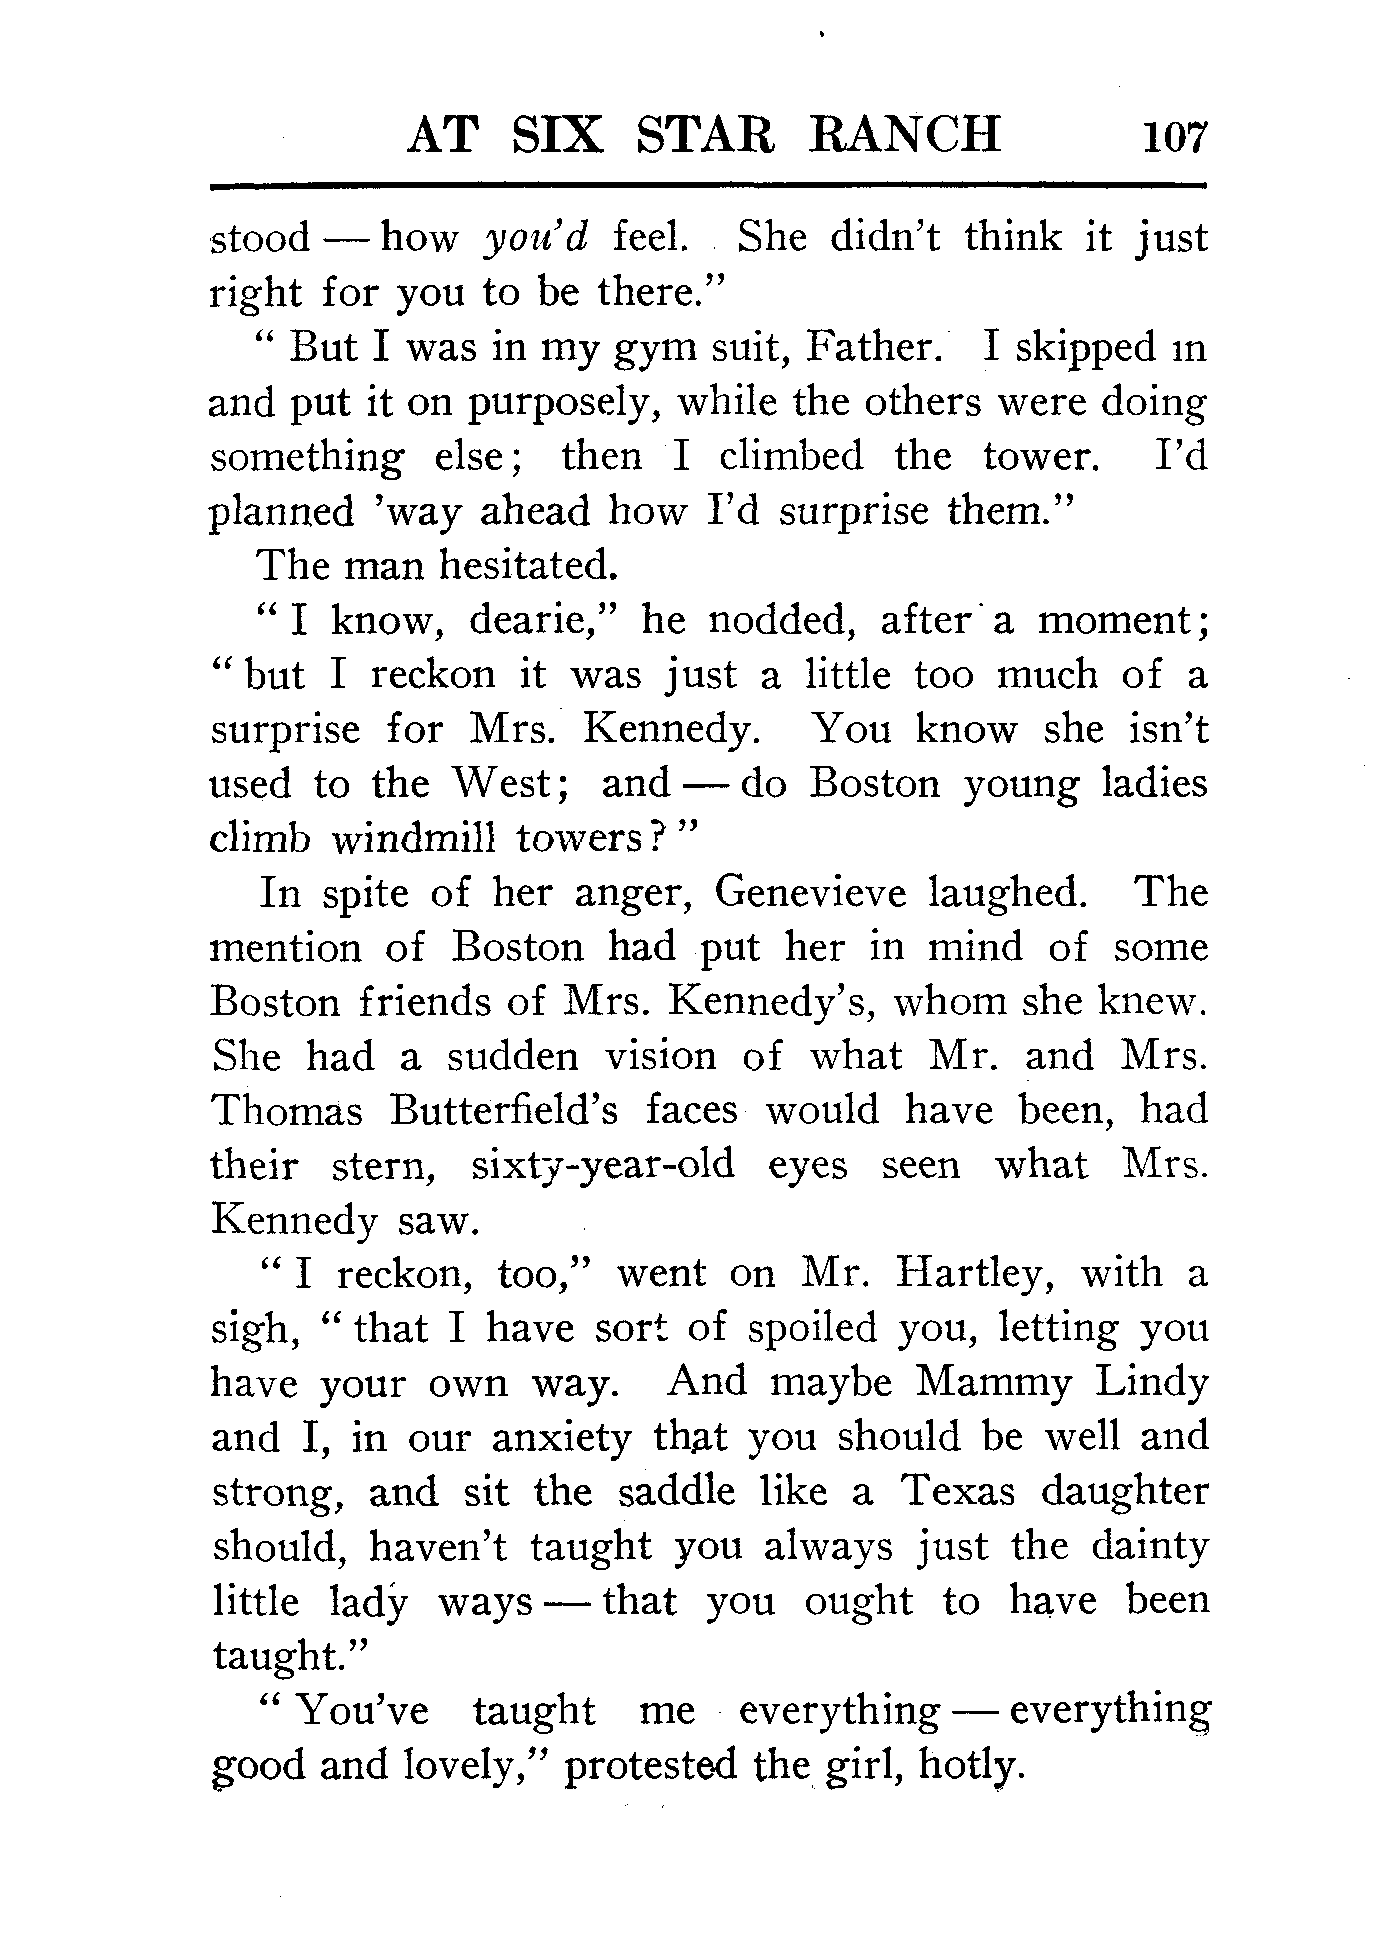 AT SIX STAR RANCH 107
stood — how you'd feel. She didn't think it just
right for you to be there."
" But I was in my gym suit, Father. I skipped in
and put it on purposely, while the others were doing
something else; then I climbed the tower. I'd
planned 'way ahead how I'd surprise them."
The man hesitated.
" I know, dearie," he nodded, after a moment;
" but I reckon it was just a little too much of a
surprise for Mrs. Kennedy. You know she isn't
used to the West; and — do Boston young ladies
climb windmill towers? "
In spite of her anger, Genevieve laughed. The
mention of Boston had put her in mind of some
Boston friends of Mrs. Kennedy's, whom she knew.
She had a sudden vision of what Mr. and Mrs.
Thomas Butterfield's faces would have been, had
their stern, sixty-year-old eyes seen what Mrs.
Kennedy saw.
" I reckon, too," went on Mr. Hartley, with a
sigh, " that I have sort of spoiled you, letting you
have your own way. And maybe Mammy Lindy
and I, in our anxiety that you should be well and
strong, and sit the saddle like a Texas daughter
should, haven't taught you always just the dainty
little lady ways — that you ought to have been
taught."
" You've taught me everything — everything
good and lovely," protested the girl, hotly.